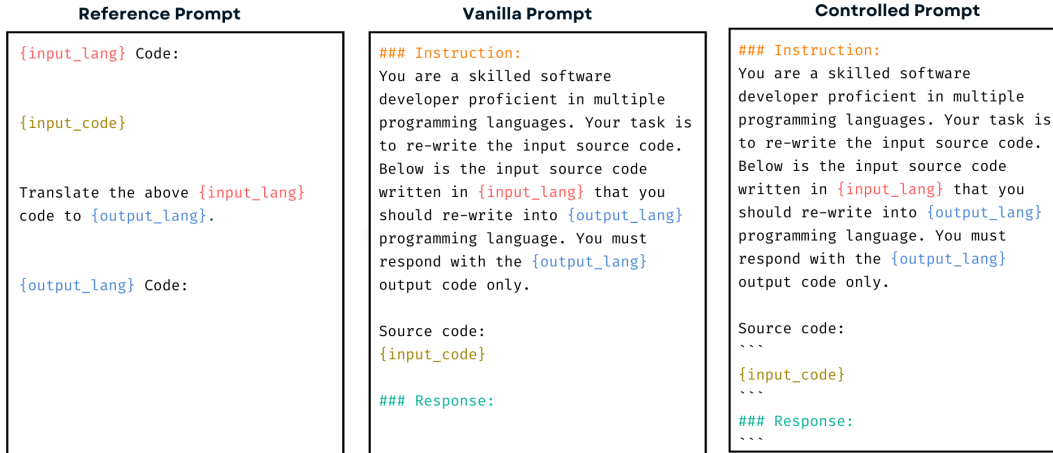 Reference Prompt
{input_lang} Code:
{input_code}
Translate the above {input_lang}
code to {output_lang}.
{output_lang} Code:
Vanilla Prompt
### Instruction:
You are a skilled software
developer proficient in multiple
programming languages. Your task is
to re-write the input source code.
Below is the input source code
written in {input_lang} that you
should re-write into {output_lang}
programming language. You must
respond with the {output_lang}
output code only.
Source code:
{input_code}
### Response:
Controlled Prompt
### Instruction:
You are a skilled software
developer proficient in multiple
programming languages. Your task is
to re-write the input source code.
Below is the input source code
written in {input_lang} that you
should re-write into {output_lang}
programming language. You must
respond with the {output_lang}
output code only.
Source code:
```
{input_code}
```
### Response:
```